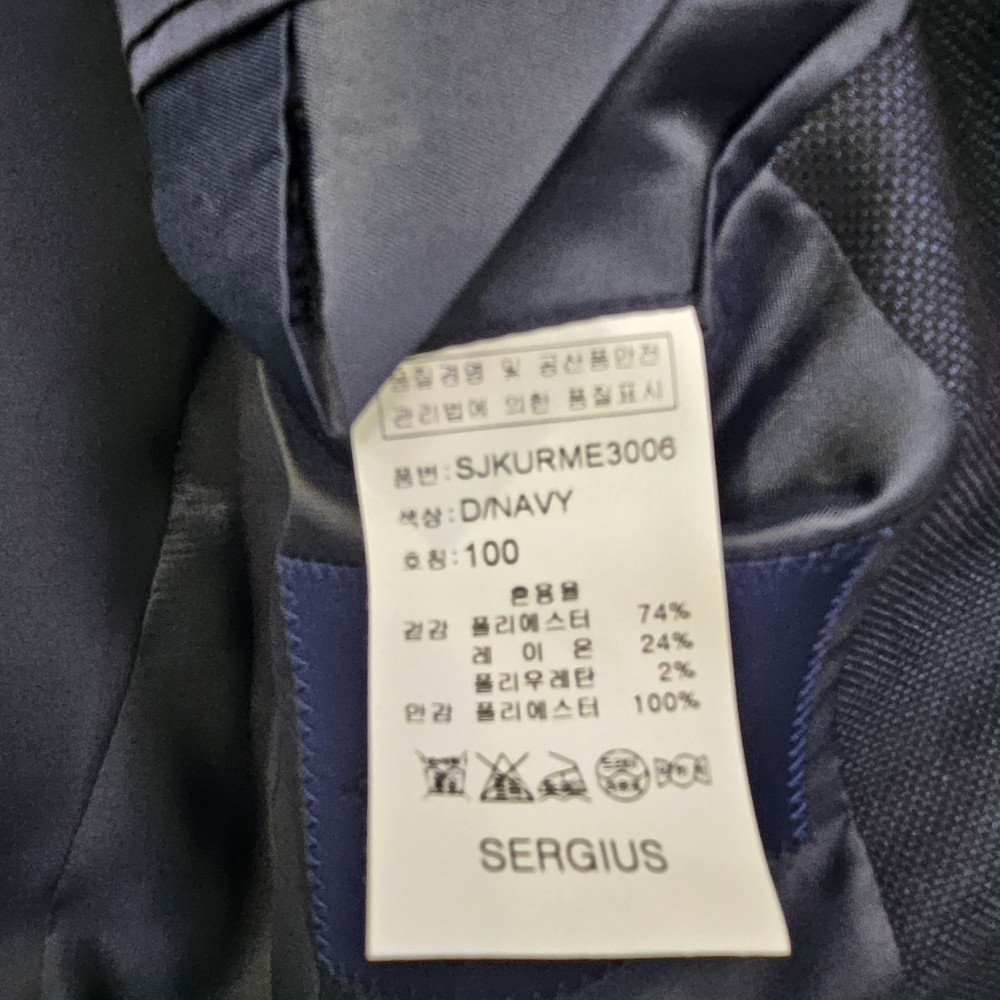 품질경영 및 공산품안전
관리법에 의한 품질표시
품번:SJKURME3006
색상:D/NAVY
호칭:100
혼용율
겉감 폴리에스터 74%
레이온 24%
폴리우레탄 2%
안감 폴리에스터 100%
SERGIUS